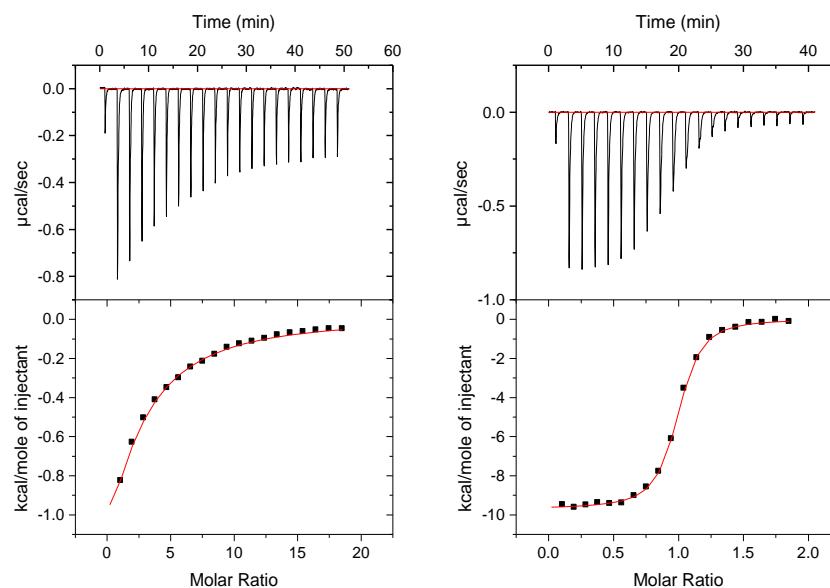 Time (min)
0 10 20 30 40 50 60
0.0
-0.2
-0.4
-0.6
-0.8
µcal/sec
0.0
-0.2
-0.4
-0.6
-0.8
-1.0
kcal/mole of injectant
0 5 10 15 20
Molar Ratio
Time (min)
0 10 20 30 40
0.0
-0.5
-1.0
µcal/sec
0
-2
-4
-6
-8
-10
kcal/mole of injectant
0.0 0.5 1.0 1.5 2.0
Molar Ratio